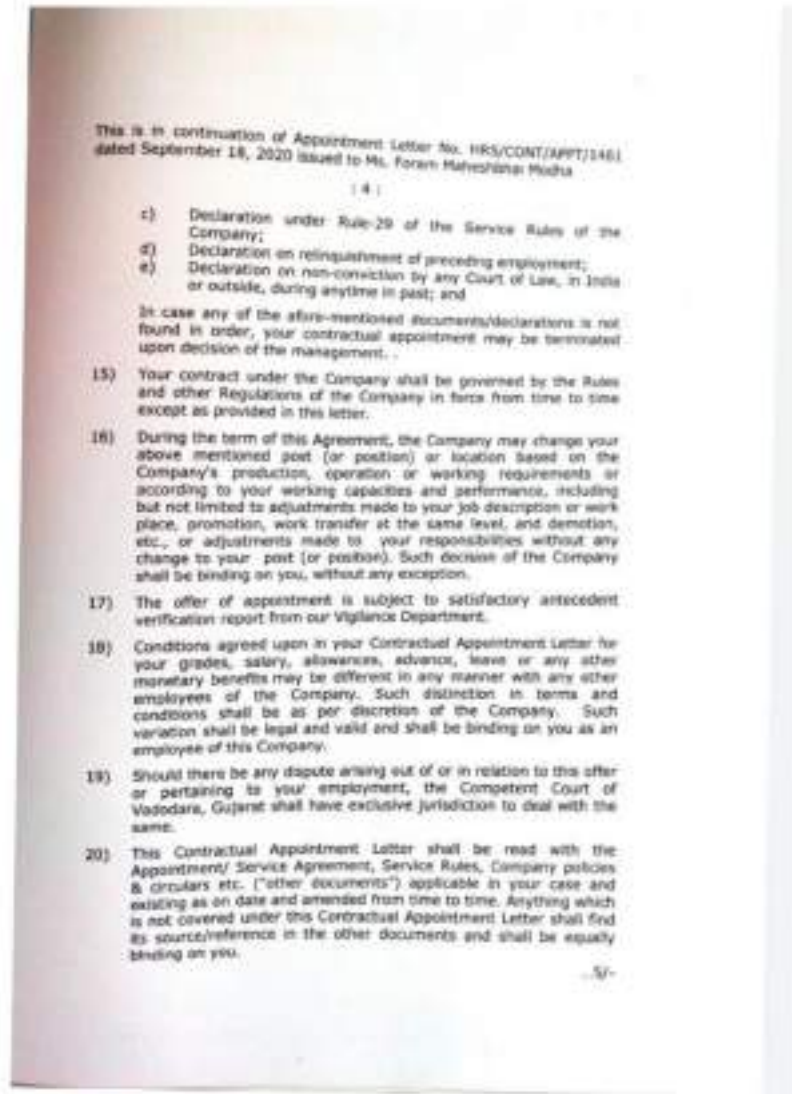 This is in continuation of Appointment Letter No. HRS/CONT/APPT/1461
dated September 18, 2020 issued to Ms. Foram Maheshbhai Modha
: 4 :
c) Declaration under Rule-29 of the Service Rules of the
Company;
d) Declaration on relinquishment of preceding employment;
e) Declaration on non-conviction by any Court of Law, in India
or outside, during anytime in past; and
In case any of the afore-mentioned documents/declarations is not
found in order, your contractual appointment may be terminated
upon decision of the management. .
15) Your contract under the Company shall be governed by the Rules
and other Regulations of the Company in force from time to time
except as provided in this letter.
16) During the term of this Agreement, the Company may change your
above mentioned post (or position) or location based on the
Company's production, operation or working requirements or
according to your working capacities and performance, including
but not limited to adjustments made to your job description or work
place, promotion, work transfer at the same level, and demotion,
etc., or adjustments made to your responsibilities without any
change to your post (or position). Such decision of the Company
shall be binding on you, without any exception.
17) The offer of appointment is subject to satisfactory antecedent
verification report from our Vigilance Department.
18) Conditions agreed upon in your Contractual Appointment Letter for
your grades, salary, allowances, advance, leave or any other
monetary benefits may be different in any manner with any other
employees of the Company. Such distinction in terms and
conditions shall be as per discretion of the Company. Such
variation shall be legal and valid and shall be binding on you as an
employee of this Company.
19) Should there be any dispute arising out of or in relation to this offer
or pertaining to your employment, the Competent Court of
Vadodara, Gujarat shall have exclusive jurisdiction to deal with the
same.
20) This Contractual Appointment Letter shall be read with the
Appointment/ Service Agreement, Service Rules, Company policies
& circulars etc. ("other documents") applicable in your case and
existing as on date and amended from time to time. Anything which
is not covered under this Contractual Appointment Letter shall find
its source/reference in the other documents and shall be equally
binding on you.
..5/-